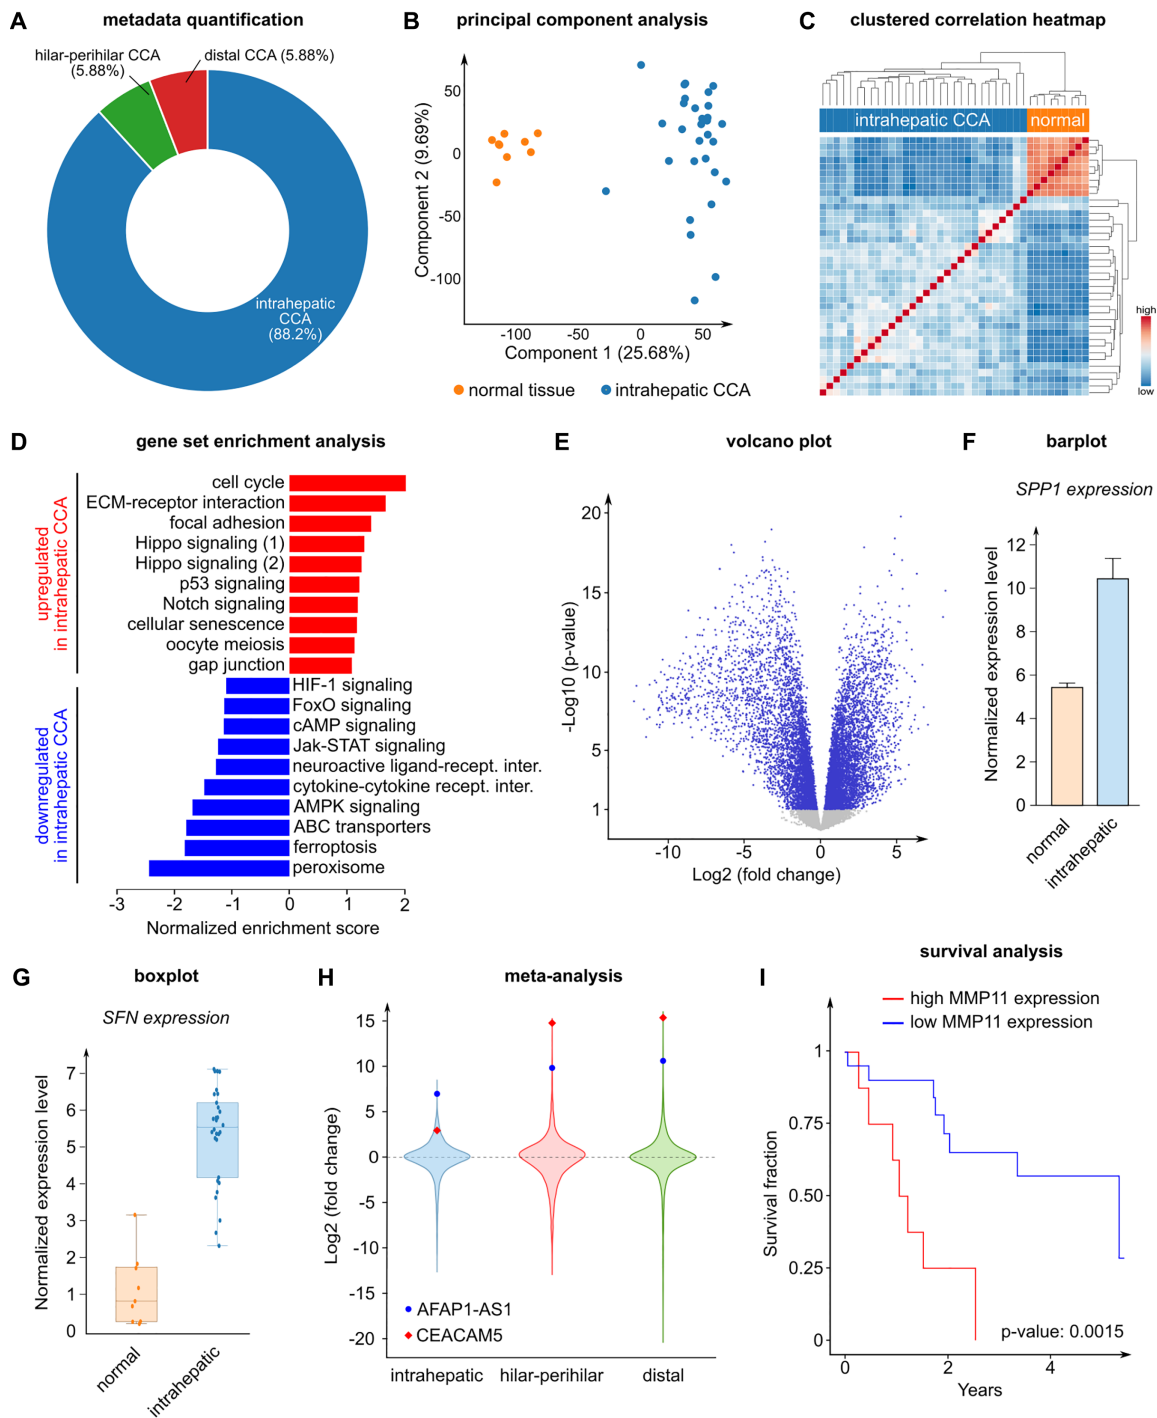 A
metadata quantification
hilar-perihilar CCA
(5.88%)
distal CCA (5.88%)
intrahepatic
CCA
(88.2%)
B
principal component analysis
Component 2 (9.69%)
50
0
-50
-100
-100
-50
0
50
Component 1 (25.68%)
normal tissue
intrahepatic CCA
C
clustered correlation heatmap
intrahepatic CCA
normal
high
low
D
gene set enrichment analysis
upregulated
in intrahepatic CCA
cell cycle
ECM-receptor interaction
focal adhesion
Hippo signaling (1)
Hippo signaling (2)
p53 signaling
Notch signaling
cellular senescence
oocyte meiosis
gap junction
downregulated
in intrahepatic CCA
HIF-1 signaling
FoxO signaling
cAMP signaling
Jak-STAT signaling
neuroactive ligand-recept. inter.
cytokine-cytokine recept. inter.
AMPK signaling
ABC transporters
ferroptosis
peroxisome
-3
-2
-1
0
1
2
Normalized enrichment score
E
volcano plot
-Log10 (p-value)
20
15
10
5
1
-10
-5
0
5
Log2 (fold change)
F
barplot
SPP1 expression
Normalized expression level
12
10
8
6
4
2
0
normal
intrahepatic
G
boxplot
SFN expression
Normalized expression level
7
6
5
4
3
2
1
0
normal
intrahepatic
H
meta-analysis
Log2 (fold change)
15
10
5
0
-5
-10
-15
-20
AFAP1-AS1
CEACAM5
intrahepatic
hilar-perihilar
distal
I
survival analysis
high MMP11 expression
low MMP11 expression
Survival fraction
1
0.75
0.50
0.25
0
p-value: 0.0015
0
2
4
Years